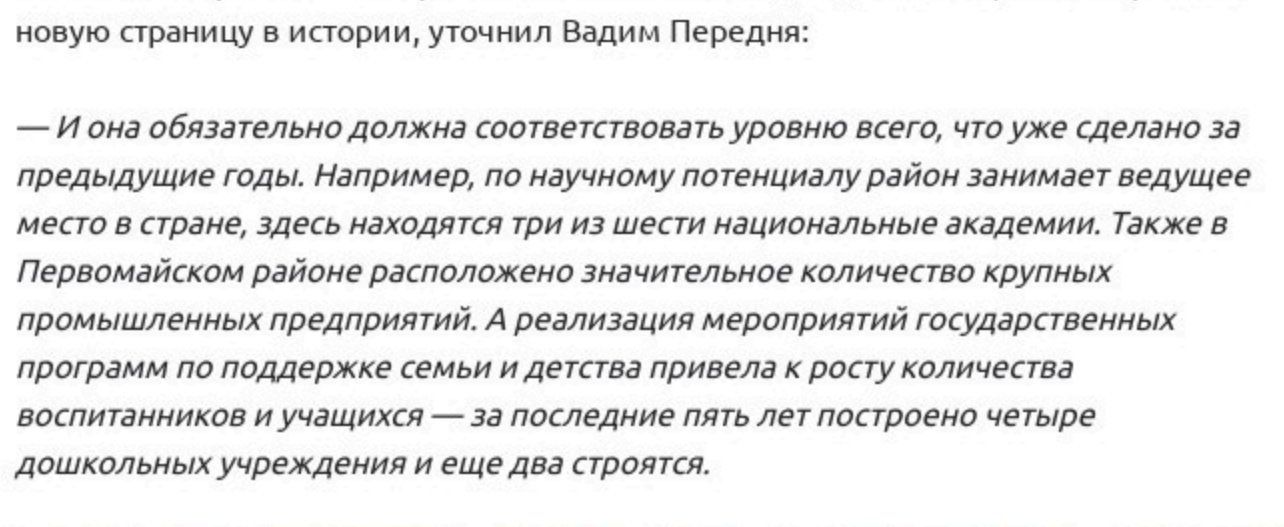 новую страницу в истории, уточнил Вадим Передня:
— И она обязательно должна соответствовать уровню всего, что уже сделано за
предыдущие годы. Например, по научному потенциалу район занимает ведущее
место в стране, здесь находятся три из шести национальные академии. Также в
Первомайском районе расположено значительное количество крупных
промышленных предприятий. А реализация мероприятий государственных
программ по поддержке семьи и детства привела к росту количества
воспитанников и учащихся — за последние пять лет построено четыре
дошкольных учреждения и еще два строятся.